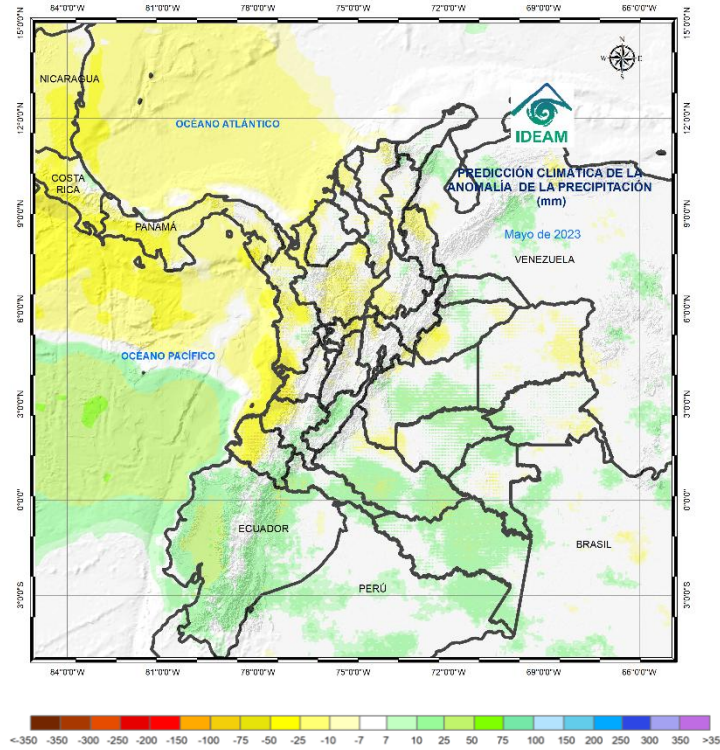 84°0'0"W 81°0'0"W 78°0'0"W 75°0'0"W 72°0'0"W 69°0'0"W 66°0'0"W
15°0'0"N 15°0'0"N
N
W E
S
NICARAGUA
12°0'0"N 12°0'0"N
OCÉANO ATLÁNTICO
IDEAM
PREDICCIÓN CLIMÁTICA DE LA
ANOMALÍA DE LA PRECIPITACIÓN
(mm)
COSTA
RICA
9°0'0"N 9°0'0"N
PANAMÁ
Mayo de 2023
VENEZUELA
6°0'0"N 6°0'0"N
OCÉANO PACÍFICO
3°0'0"N 3°0'0"N
0°0'0" 0°0'0"
ECUADOR
BRASIL
PERÚ
3°0'0"S 3°0'0"S
84°0'0"W 81°0'0"W 78°0'0"W 75°0'0"W 72°0'0"W 69°0'0"W 66°0'0"W
<-350 -350 -300 -250 -200 -150 -100 -75 -50 -25 -10 -7 7 10 25 50 75 100 150 200 250 300 350 >35